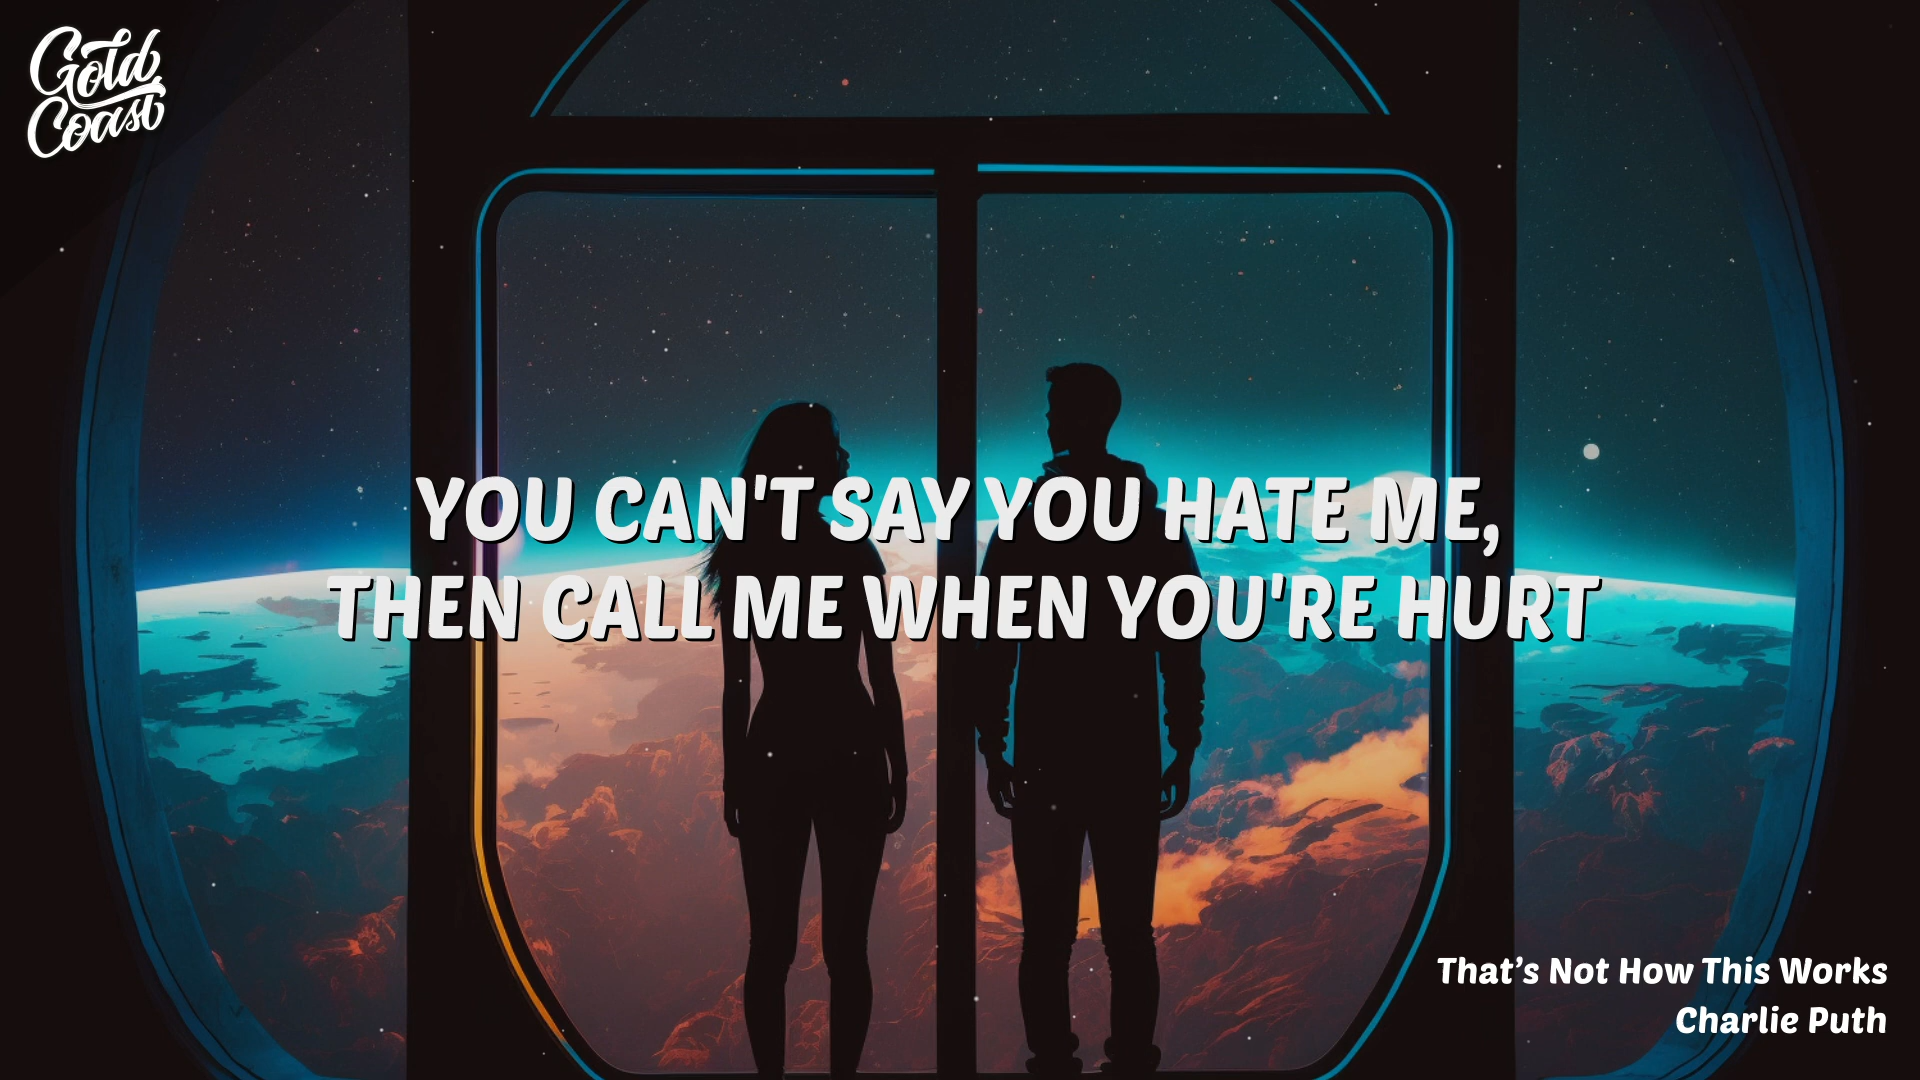 Gold
Coast
YOU CAN'T SAY YOU HATE ME,
THEN CALL ME WHEN YOU'RE HURT
That’s Not How This Works
Charlie Puth